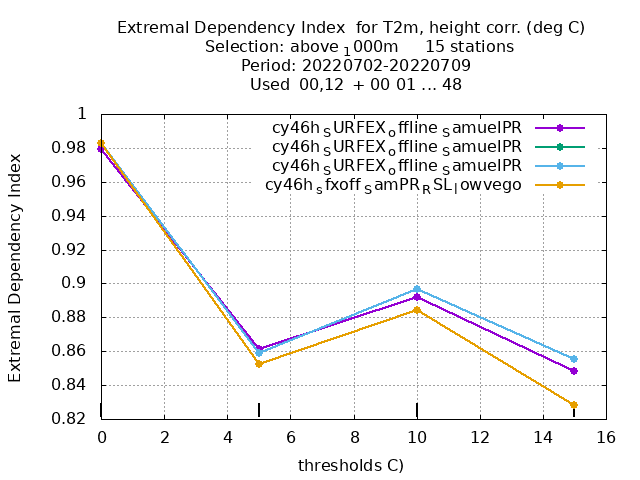 Extremal Dependency Index  for T2m, height corr. (deg C)
Selection: above ₁000m     15 stations
Period: 20220702-20220709
Used  00,12  + 00 01 ... 48
1
0.98
0.96
0.94
0.92
0.9
0.88
0.86
0.84
0.82
Extremal Dependency Index
cy46h_SURFEX_offline_SamuelPR
cy46h_SURFEX_offline_SamuelPR
cy46h_SURFEX_offline_SamuelPR
cy46h_sfxoff_SamPR_RSL_lowvego
0 2 4 6 8 10 12 14 16
thresholds C)